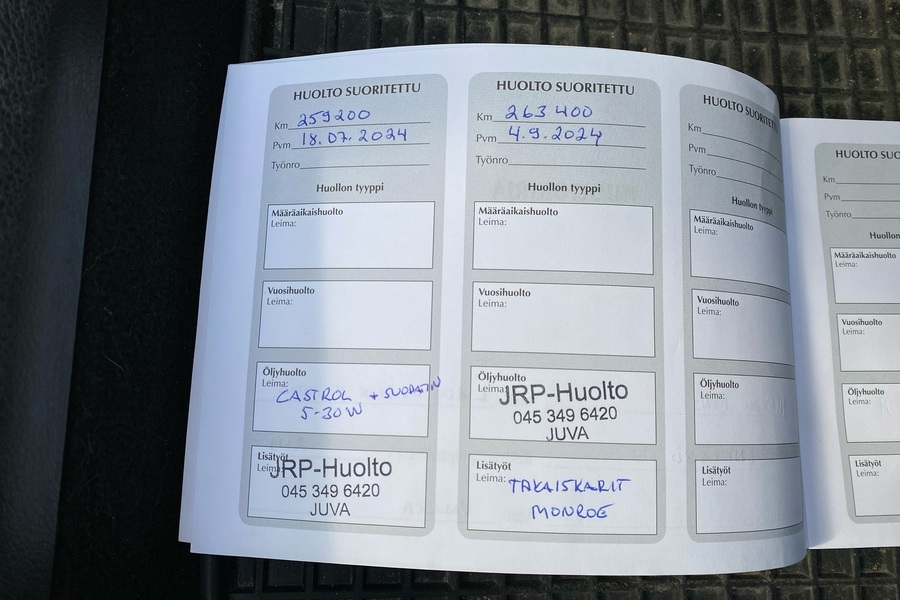 HUOLTO SUORITETTU
Km 259200
Pvm 18.07.2024
Työnro
Huollon tyyppi
Määräaikaishuolto
Leima:
Vuosihuolto
Leima:
Öljyhuolto
Leima:
CASTROL + SUODATIN
5-30W
Lisätyöt
Leima:
JRP-Huolto
045 349 6420
JUVA
HUOLTO SUORITETTU
Km 263400
Pvm 4.9.2024
Työnro
Huollon tyyppi
Määräaikaishuolto
Leima:
Vuosihuolto
Leima:
Öljyhuolto
Leima:
JRP-Huolto
045 349 6420
JUVA
Lisätyöt
Leima:
TAKAISKARIT
MONROE
HUOLTO SUORITETTU
Km
Pvm
Työnro
Huollon tyyppi
Määräaikaishuolto
Leima:
Vuosihuolto
Leima:
Öljyhuolto
Leima:
Lisätyöt
Leima:
HUOLTO SUO
Km
Pvm
Työnro
Huollon
Määräaikaishuolto
Leima:
Vuosihuolto
Leima:
Öljyhuolto
Leima:
Lisätyöt
Leima: